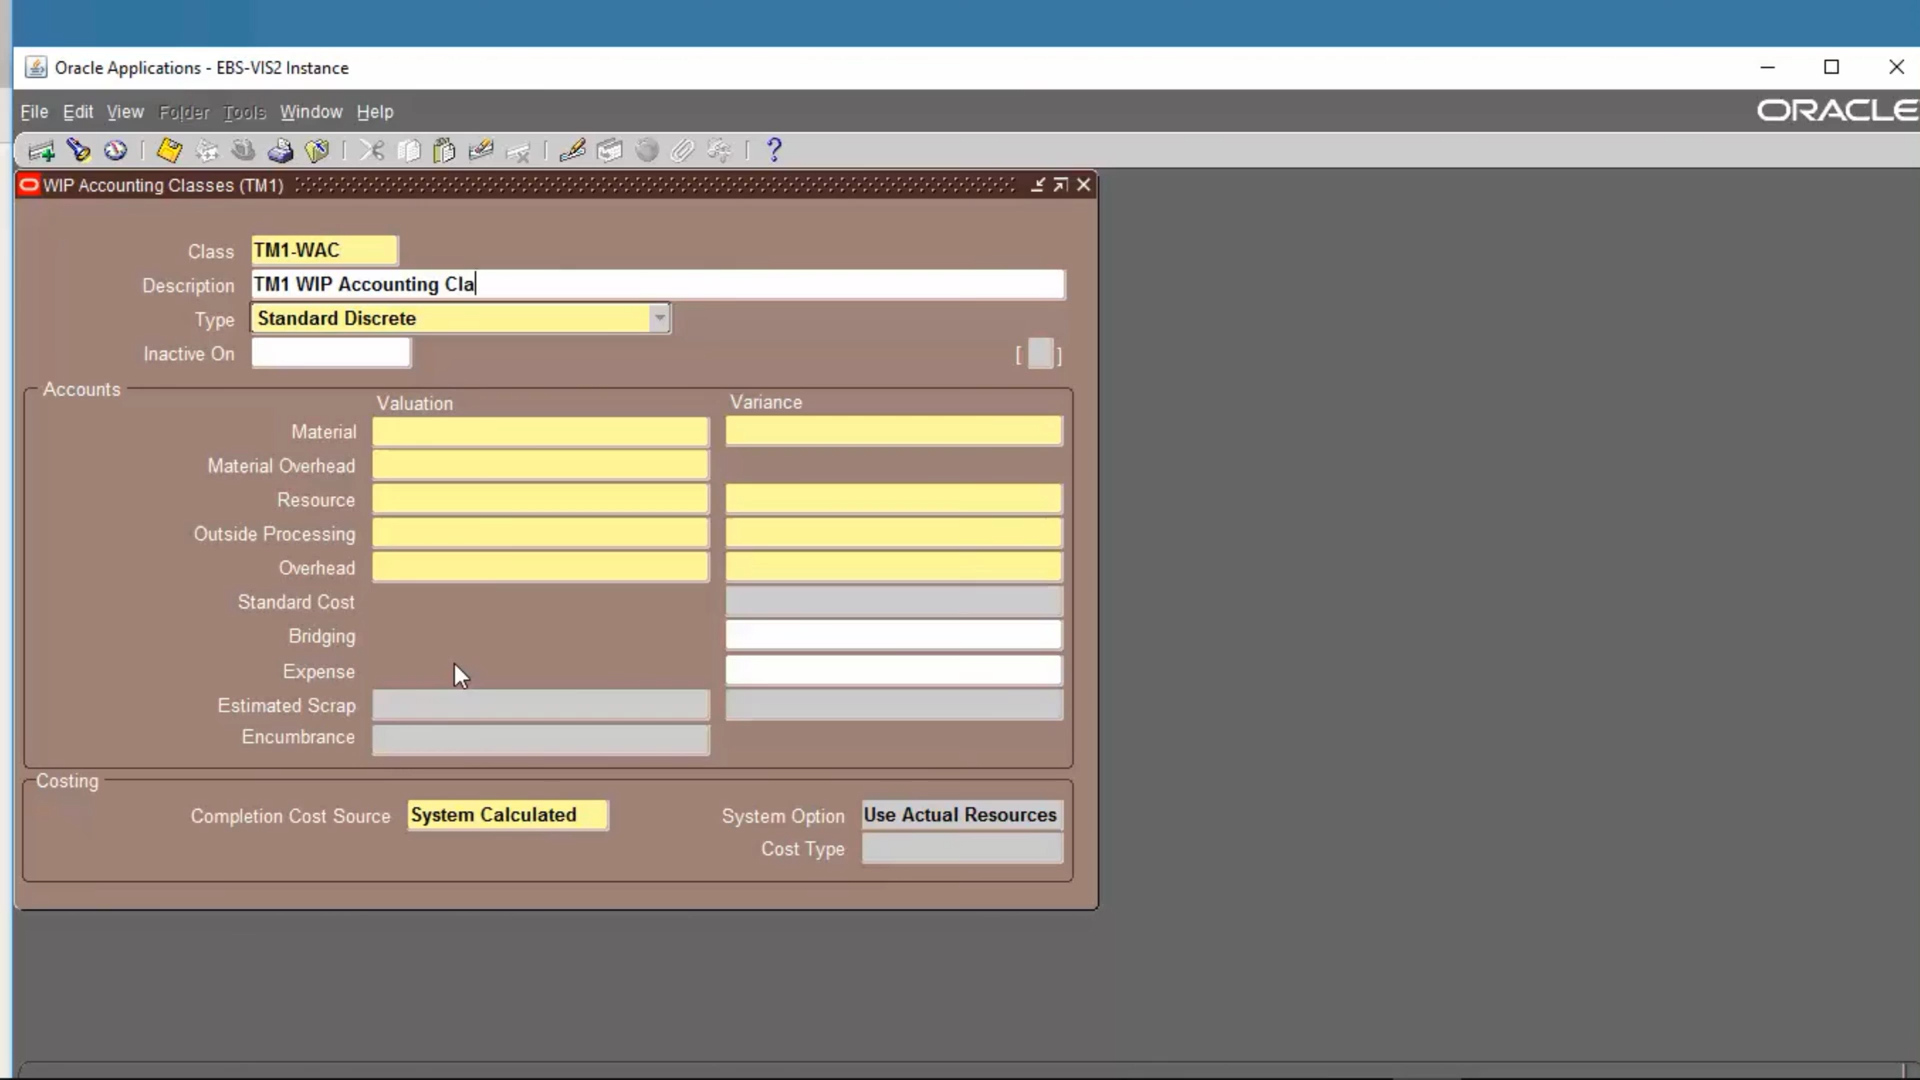 Oracle Applications - EBS-VIS2 Instance
File Edit View Folder Tools Window Help
ORACLE
WIP Accounting Classes (TM1)
Class TM1-WAC
Description TM1 WIP Accounting Cla
Type Standard Discrete
Inactive On [ ]
Accounts
Valuation Variance
Material
Material Overhead
Resource
Outside Processing
Overhead
Standard Cost
Bridging
Expense
Estimated Scrap
Encumbrance
Costing
Completion Cost Source System Calculated System Option Use Actual Resources
Cost Type